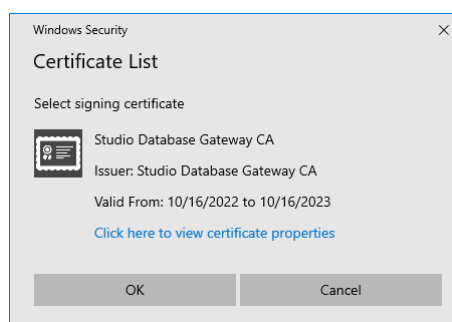 Windows Security
Certificate List
Select signing certificate
Studio Database Gateway CA
Issuer: Studio Database Gateway CA
Valid From: 10/16/2022 to 10/16/2023
Click here to view certificate properties
OK
Cancel